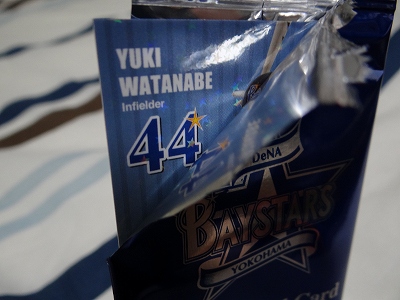 YUKI
WATANABE
Infielder
44
DeNA
BAYSTARS
YOKOHAMA
Card